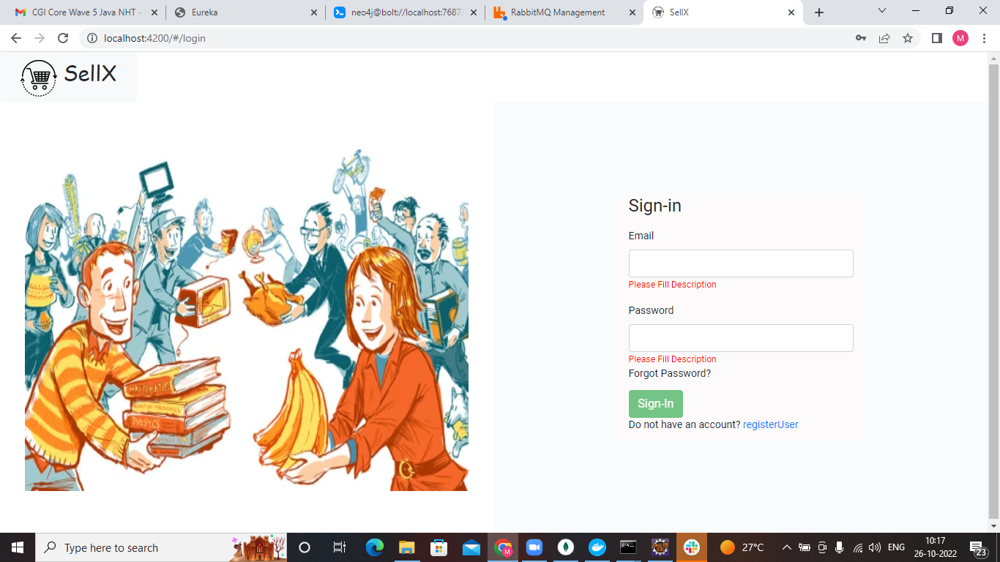 CGI Core Wave 5 Java NHT -
Eureka
neo4j@bolt://localhost:7687/
RabbitMQ Management
SellX
localhost:4200/#/login
M
SellX
Sign-in
Email
Please Fill Description
Password
Please Fill Description
Forgot Password?
Sign-In
Do not have an account? registerUser
PHYSICS
Type here to search
M
27°C
ENG
10:17
26-10-2022
23